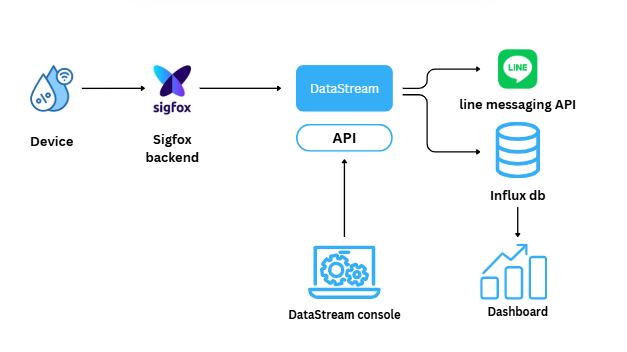 Device
sigfox
Sigfox
backend
DataStream
API
LINE
line messaging API
Influx db
DataStream console
Dashboard